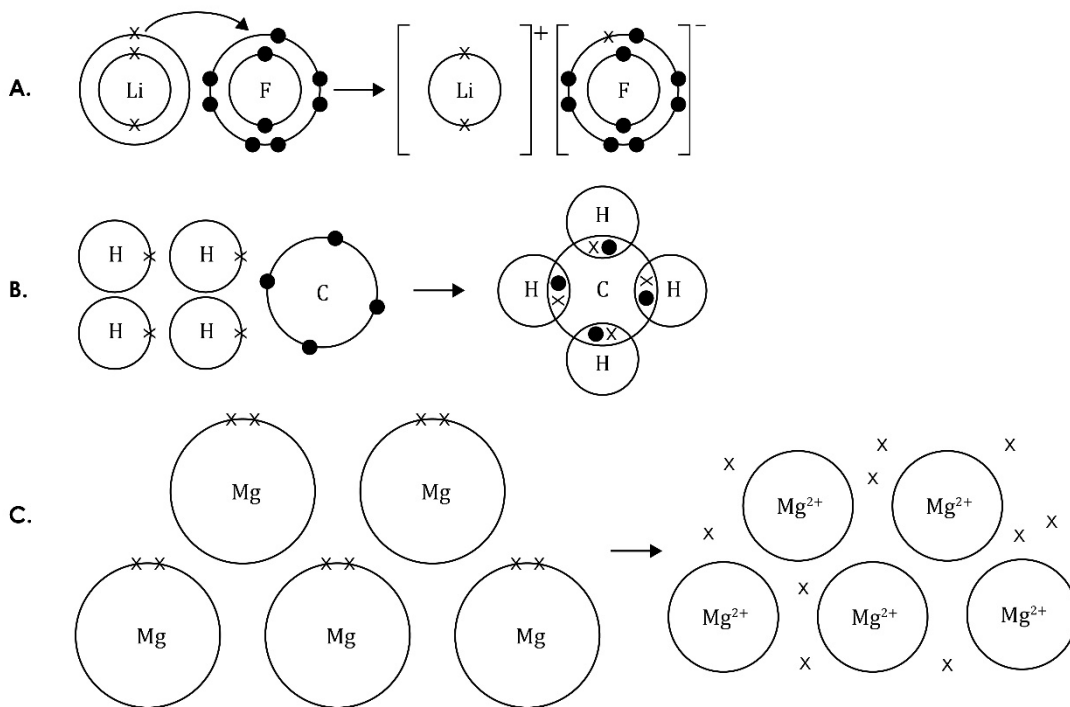 A.
Li F → [Li]⁺ [F]⁻
B.
H H
H H
C → H
H C H
H
C.
Mg Mg
Mg Mg Mg
→
Mg²⁺ Mg²⁺
Mg²⁺ Mg²⁺ Mg²⁺